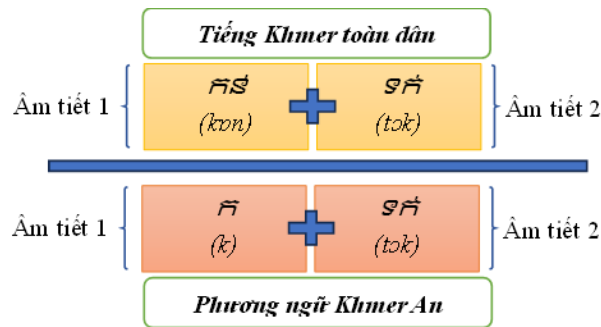 Tiếng Khmer toàn dân
កន់ ទក់
Âm tiết 1 (kɒn) (tɔk) Âm tiết 2
ក ទក់
Âm tiết 1 (k) (tɔk) Âm tiết 2
Phương ngữ Khmer An